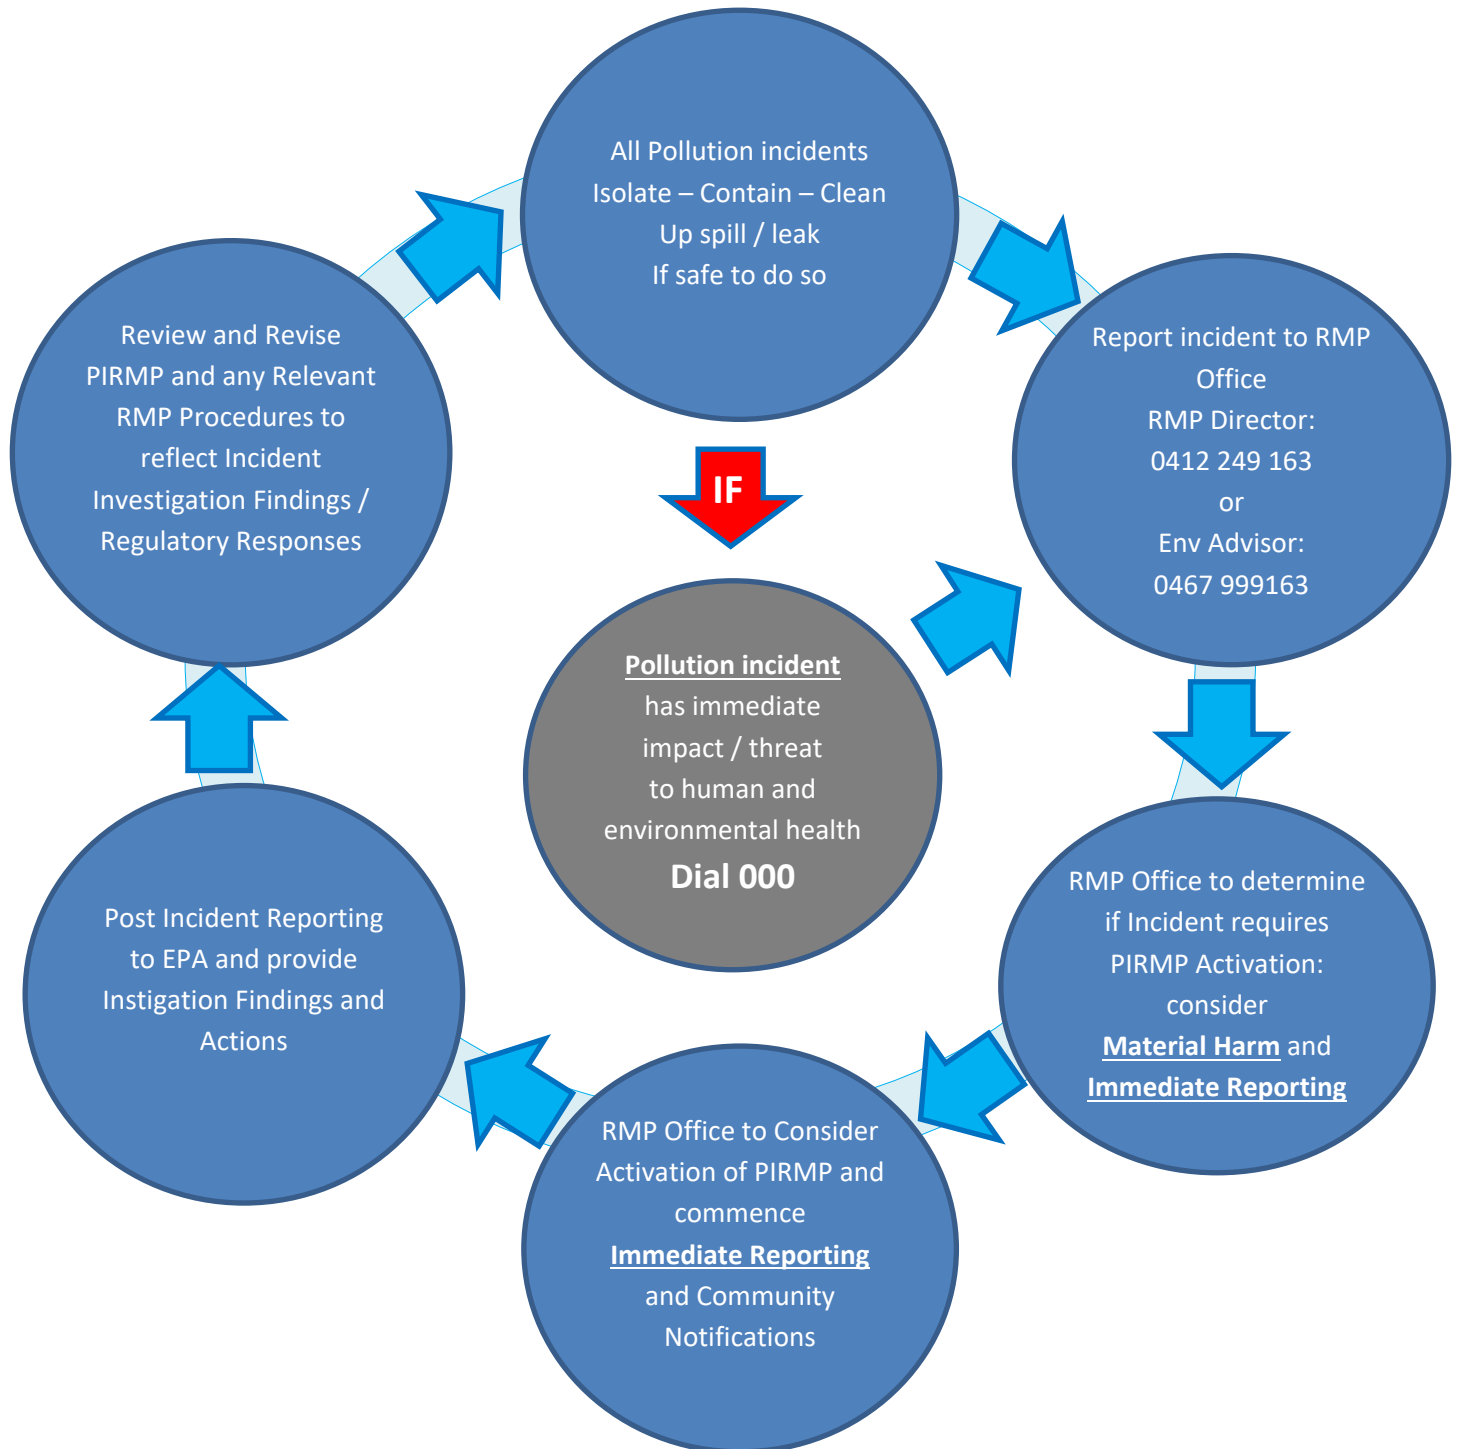 All Pollution incidents
Isolate – Contain – Clean
Up spill / leak
If safe to do so
Report incident to RMP
Office
RMP Director:
0412 249 163
or
Env Advisor:
0467 999163
IF
Pollution incident
has immediate
impact / threat
to human and
environmental health
Dial 000
RMP Office to determine
if Incident requires
PIRMP Activation:
consider
Material Harm and
Immediate Reporting
RMP Office to Consider
Activation of PIRMP and
commence
Immediate Reporting
and Community
Notifications
Post Incident Reporting
to EPA and provide
Instigation Findings and
Actions
Review and Revise
PIRMP and any Relevant
RMP Procedures to
reflect Incident
Investigation Findings /
Regulatory Responses